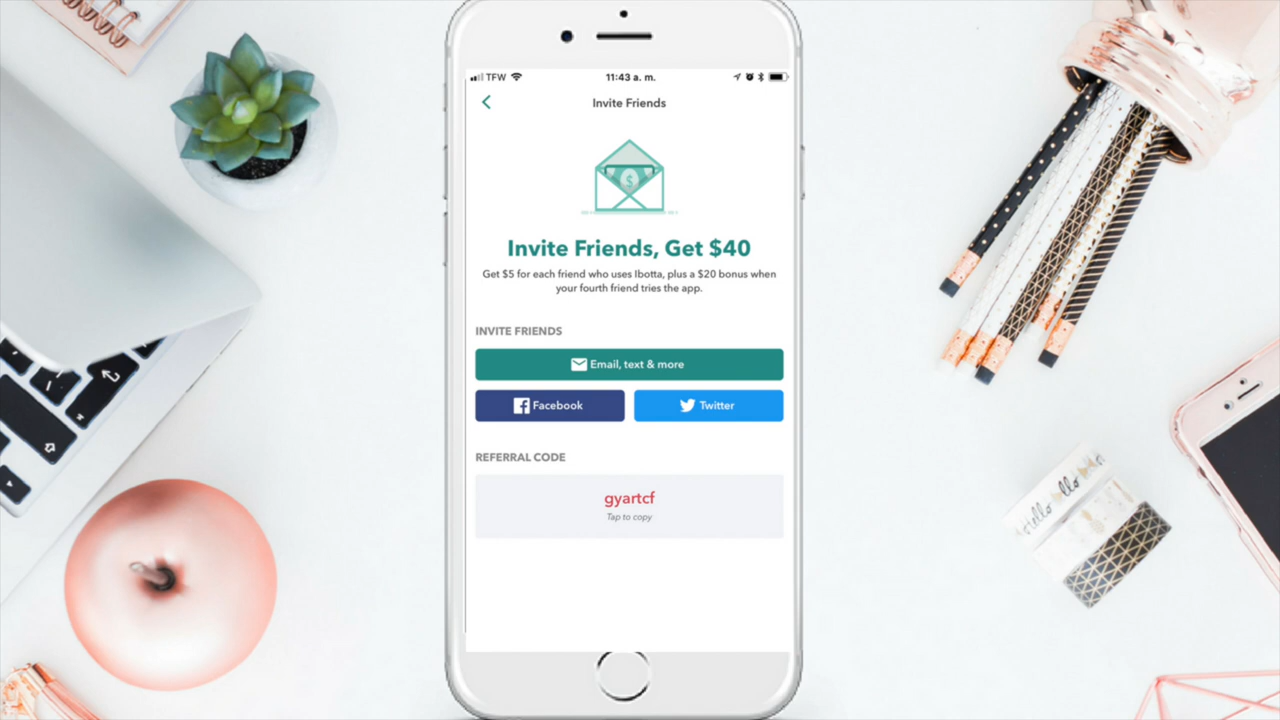 TFW
11:43 a. m.
Invite Friends
$
Invite Friends, Get $40
Get $5 for each friend who uses Ibotta, plus a $20 bonus when
your fourth friend tries the app.
INVITE FRIENDS
Email, text & more
Facebook
Twitter
REFERRAL CODE
gyartcf
Tap to copy
Hello Hello